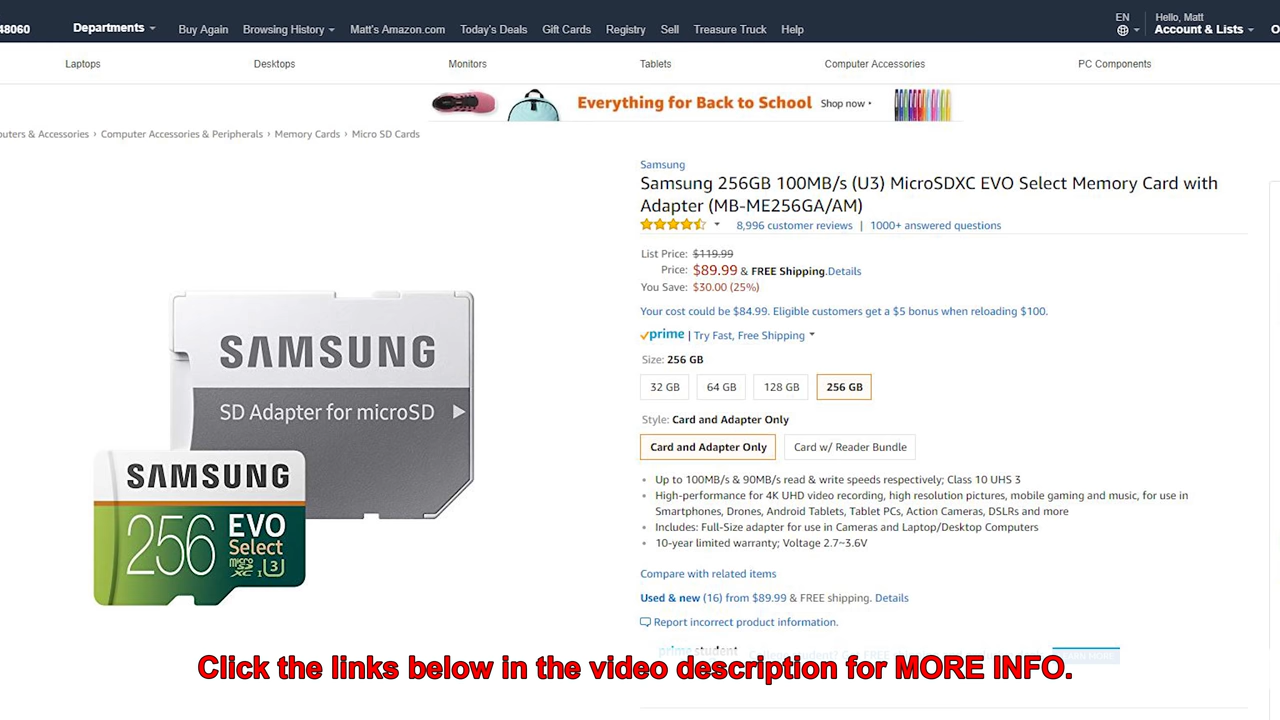 48060
Departments
Buy Again
Browsing History
Matt's Amazon.com
Today's Deals
Gift Cards
Registry
Sell
Treasure Truck
Help
EN
Hello, Matt
Account & Lists
Laptops
Desktops
Monitors
Tablets
Computer Accessories
PC Components
Everything for Back to School
Shop now
uters & Accessories › Computer Accessories & Peripherals › Memory Cards › Micro SD Cards
Samsung
Samsung 256GB 100MB/s (U3) MicroSDXC EVO Select Memory Card with
Adapter (MB-ME256GA/AM)
8,996 customer reviews | 1000+ answered questions
List Price: $119.99
Price: $89.99 & FREE Shipping.Details
You Save: $30.00 (25%)
Your cost could be $84.99. Eligible customers get a $5 bonus when reloading $100.
prime | Try Fast, Free Shipping
Size: 256 GB
32 GB
64 GB
128 GB
256 GB
Style: Card and Adapter Only
Card and Adapter Only
Card w/ Reader Bundle
Up to 100MB/s & 90MB/s read & write speeds respectively; Class 10 UHS 3
High-performance for 4K UHD video recording, high resolution pictures, mobile gaming and music, for use in
Smartphones, Drones, Android Tablets, Tablet PCs, Action Cameras, DSLRs and more
Includes: Full-Size adapter for use in Cameras and Laptop/Desktop Computers
10-year limited warranty; Voltage 2.7~3.6V
Compare with related items
Used & new (16) from $89.99 & FREE shipping. Details
Report incorrect product information.
prime student
SAMSUNG
SD Adapter for microSD
SAMSUNG
256
EVO
Select
micro
SD
XC I U3
Click the links below in the video description for MORE INFO.